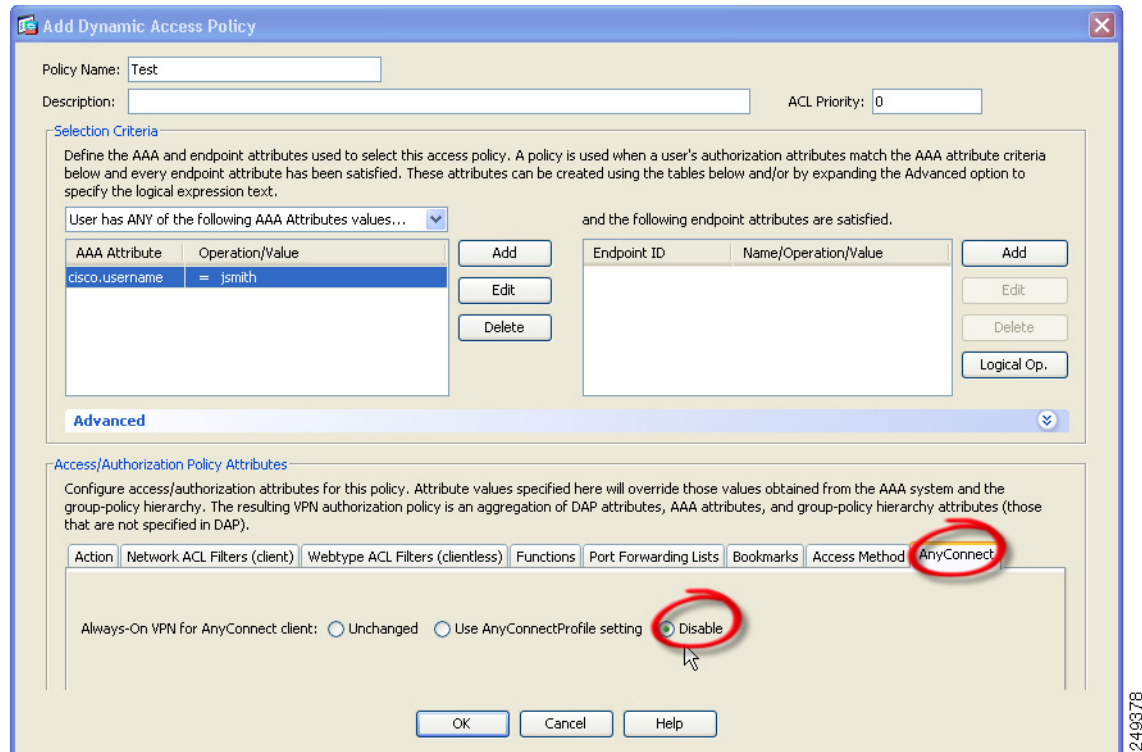 Add Dynamic Access Policy
Policy Name: Test
Description:
ACL Priority: 0
Selection Criteria
Define the AAA and endpoint attributes used to select this access policy. A policy is used when a user's authorization attributes match the AAA attribute criteria
below and every endpoint attribute has been satisfied. These attributes can be created using the tables below and/or by expanding the Advanced option to
specify the logical expression text.
User has ANY of the following AAA Attributes values...
and the following endpoint attributes are satisfied.
AAA Attribute Operation/Value
Add
Endpoint ID Name/Operation/Value
Add
cisco.username = jsmith
Edit
Edit
Delete
Delete
Logical Op.
Advanced
Access/Authorization Policy Attributes
Configure access/authorization attributes for this policy. Attribute values specified here will override those values obtained from the AAA system and the
group-policy hierarchy. The resulting VPN authorization policy is an aggregation of DAP attributes, AAA attributes, and group-policy hierarchy attributes (those
that are not specified in DAP).
Action Network ACL Filters (client) Webtype ACL Filters (clientless) Functions Port Forwarding Lists Bookmarks Access Method AnyConnect
Always-On VPN for AnyConnect client: Unchanged Use AnyConnectProfile setting Disable
OK Cancel Help
249378